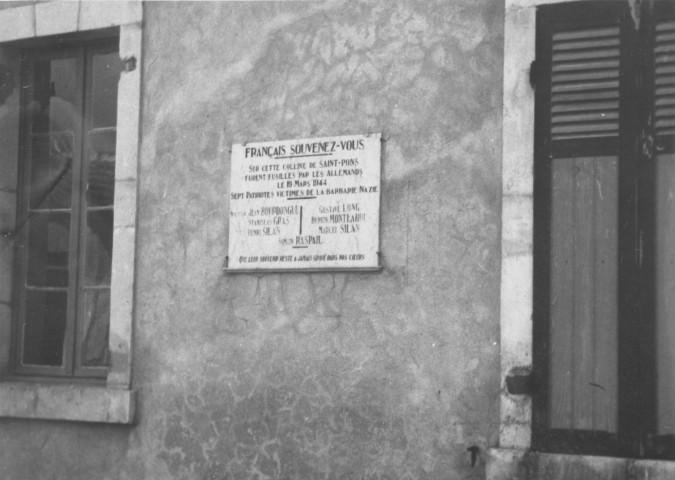 FRANÇAIS SOUVENEZ-VOUS
SUR CETTE COLLINE DE SAINT-PONS
FURENT FUSILLÉS PAR LES ALLEMANDS
LE 19 MARS 1944
SEPT PATRIOTES VICTIMES DE LA BARBARIE NAZIE
JEAN GUSTAVE LONG
STANISLAS GRAS
HENRI SILAN MARCEL SILAN
RASPAIL
QUE LEUR SOUVENIR RESTE A JAMAIS GRAVÉ DANS NOS CŒURS